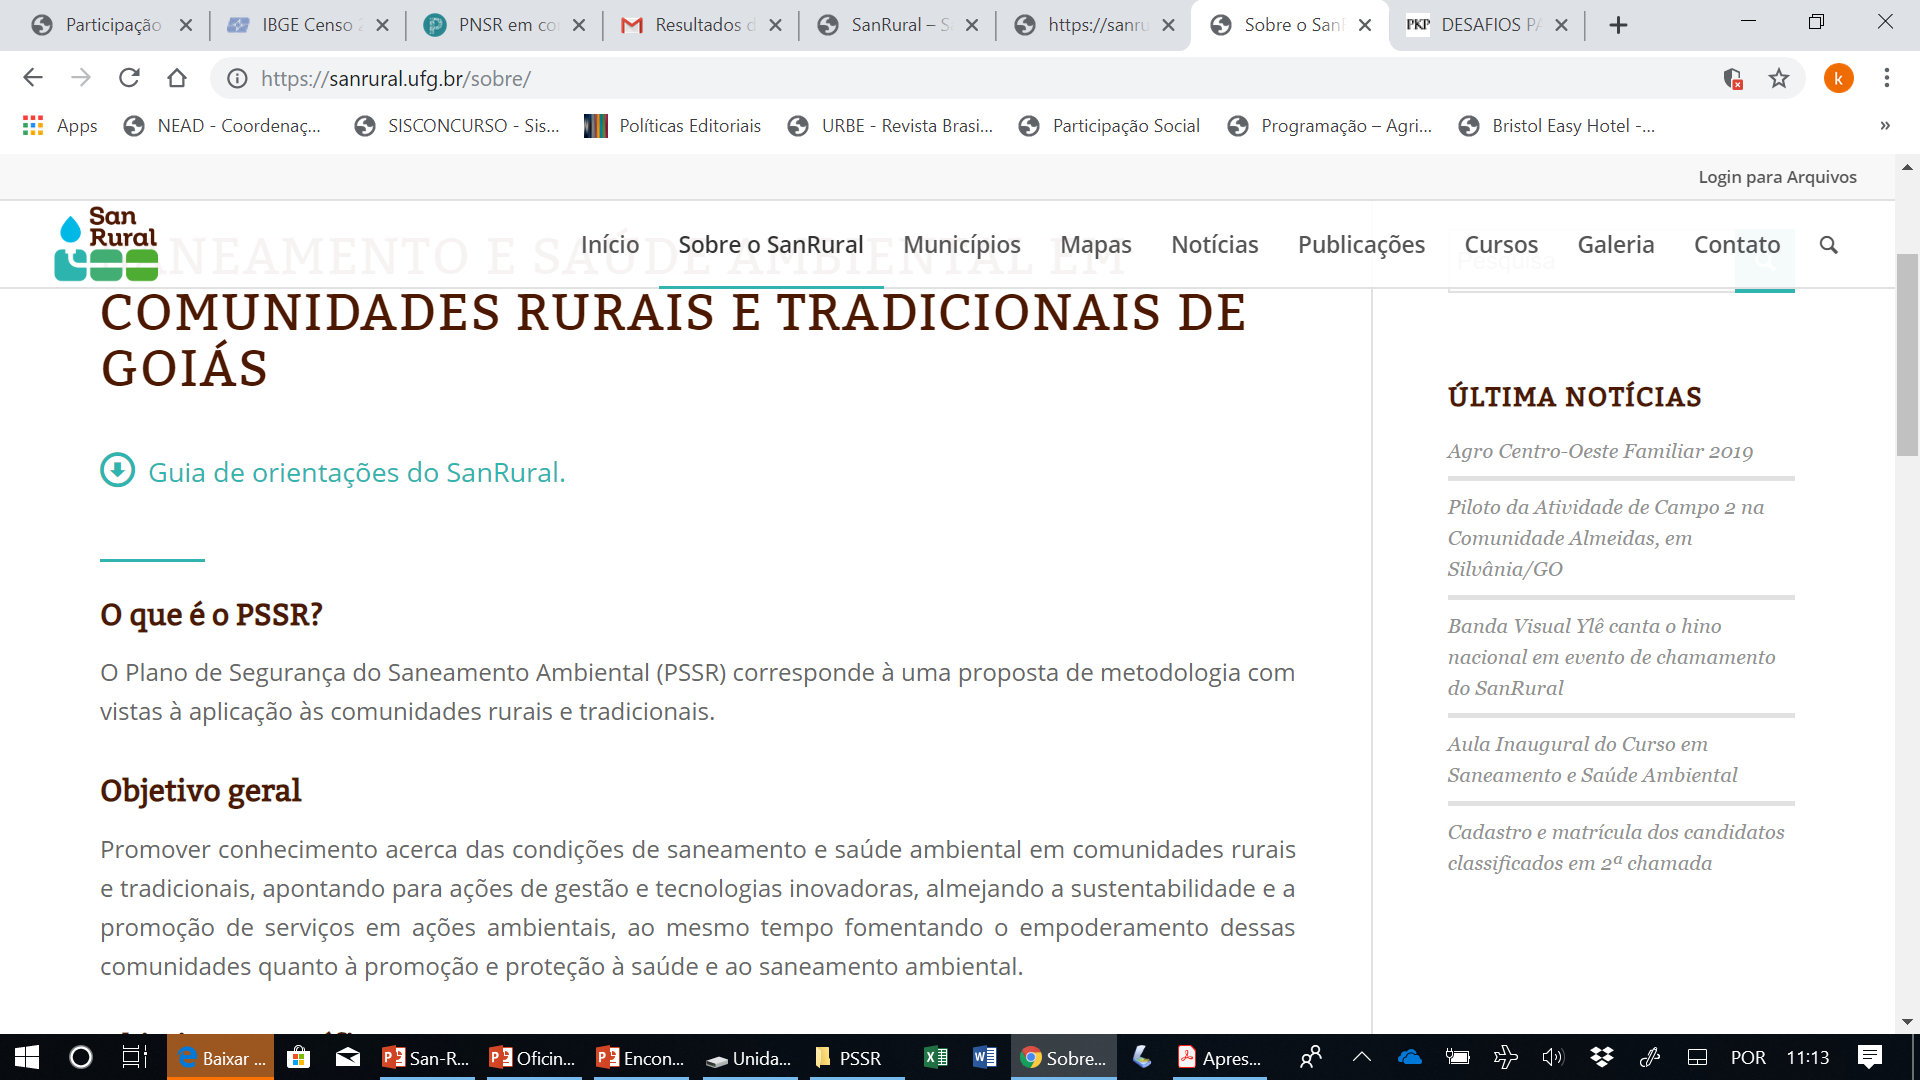 Participação
IBGE Censo 2
PNSR em co
Resultados d
SanRural – S
https://sanru
Sobre o SanR
PKP DESAFIOS PA
https://sanrural.ufg.br/sobre/
k
Apps
NEAD - Coordenaç...
SISCONCURSO - Sis...
Políticas Editoriais
URBE - Revista Brasi...
Participação Social
Programação – Agri...
Bristol Easy Hotel -...
»
Login para Arquivos
San
Rural
Início
Sobre o SanRural
Municípios
Mapas
Notícias
Publicações
Cursos
Galeria
Contato
Pesquisa
SANEAMENTO E SAÚDE AMBIENTAL EM
COMUNIDADES RURAIS E TRADICIONAIS DE
GOIÁS
Guia de orientações do SanRural.
O que é o PSSR?
O Plano de Segurança do Saneamento Ambiental (PSSR) corresponde à uma proposta de metodologia com
vistas à aplicação às comunidades rurais e tradicionais.
Objetivo geral
Promover conhecimento acerca das condições de saneamento e saúde ambiental em comunidades rurais
e tradicionais, apontando para ações de gestão e tecnologias inovadoras, almejando a sustentabilidade e a
promoção de serviços em ações ambientais, ao mesmo tempo fomentando o empoderamento dessas
comunidades quanto à promoção e proteção à saúde e ao saneamento ambiental.
ÚLTIMA NOTÍCIAS
Agro Centro-Oeste Familiar 2019
Piloto da Atividade de Campo 2 na
Comunidade Almeidas, em
Silvânia/GO
Banda Visual Ylê canta o hino
nacional em evento de chamamento
do SanRural
Aula Inaugural do Curso em
Saneamento e Saúde Ambiental
Cadastro e matrícula dos candidatos
classificados em 2ª chamada
Baixar ...
San-R...
Oficin...
Encon...
Unida...
PSSR
Sobre...
Apres...
POR
11:13